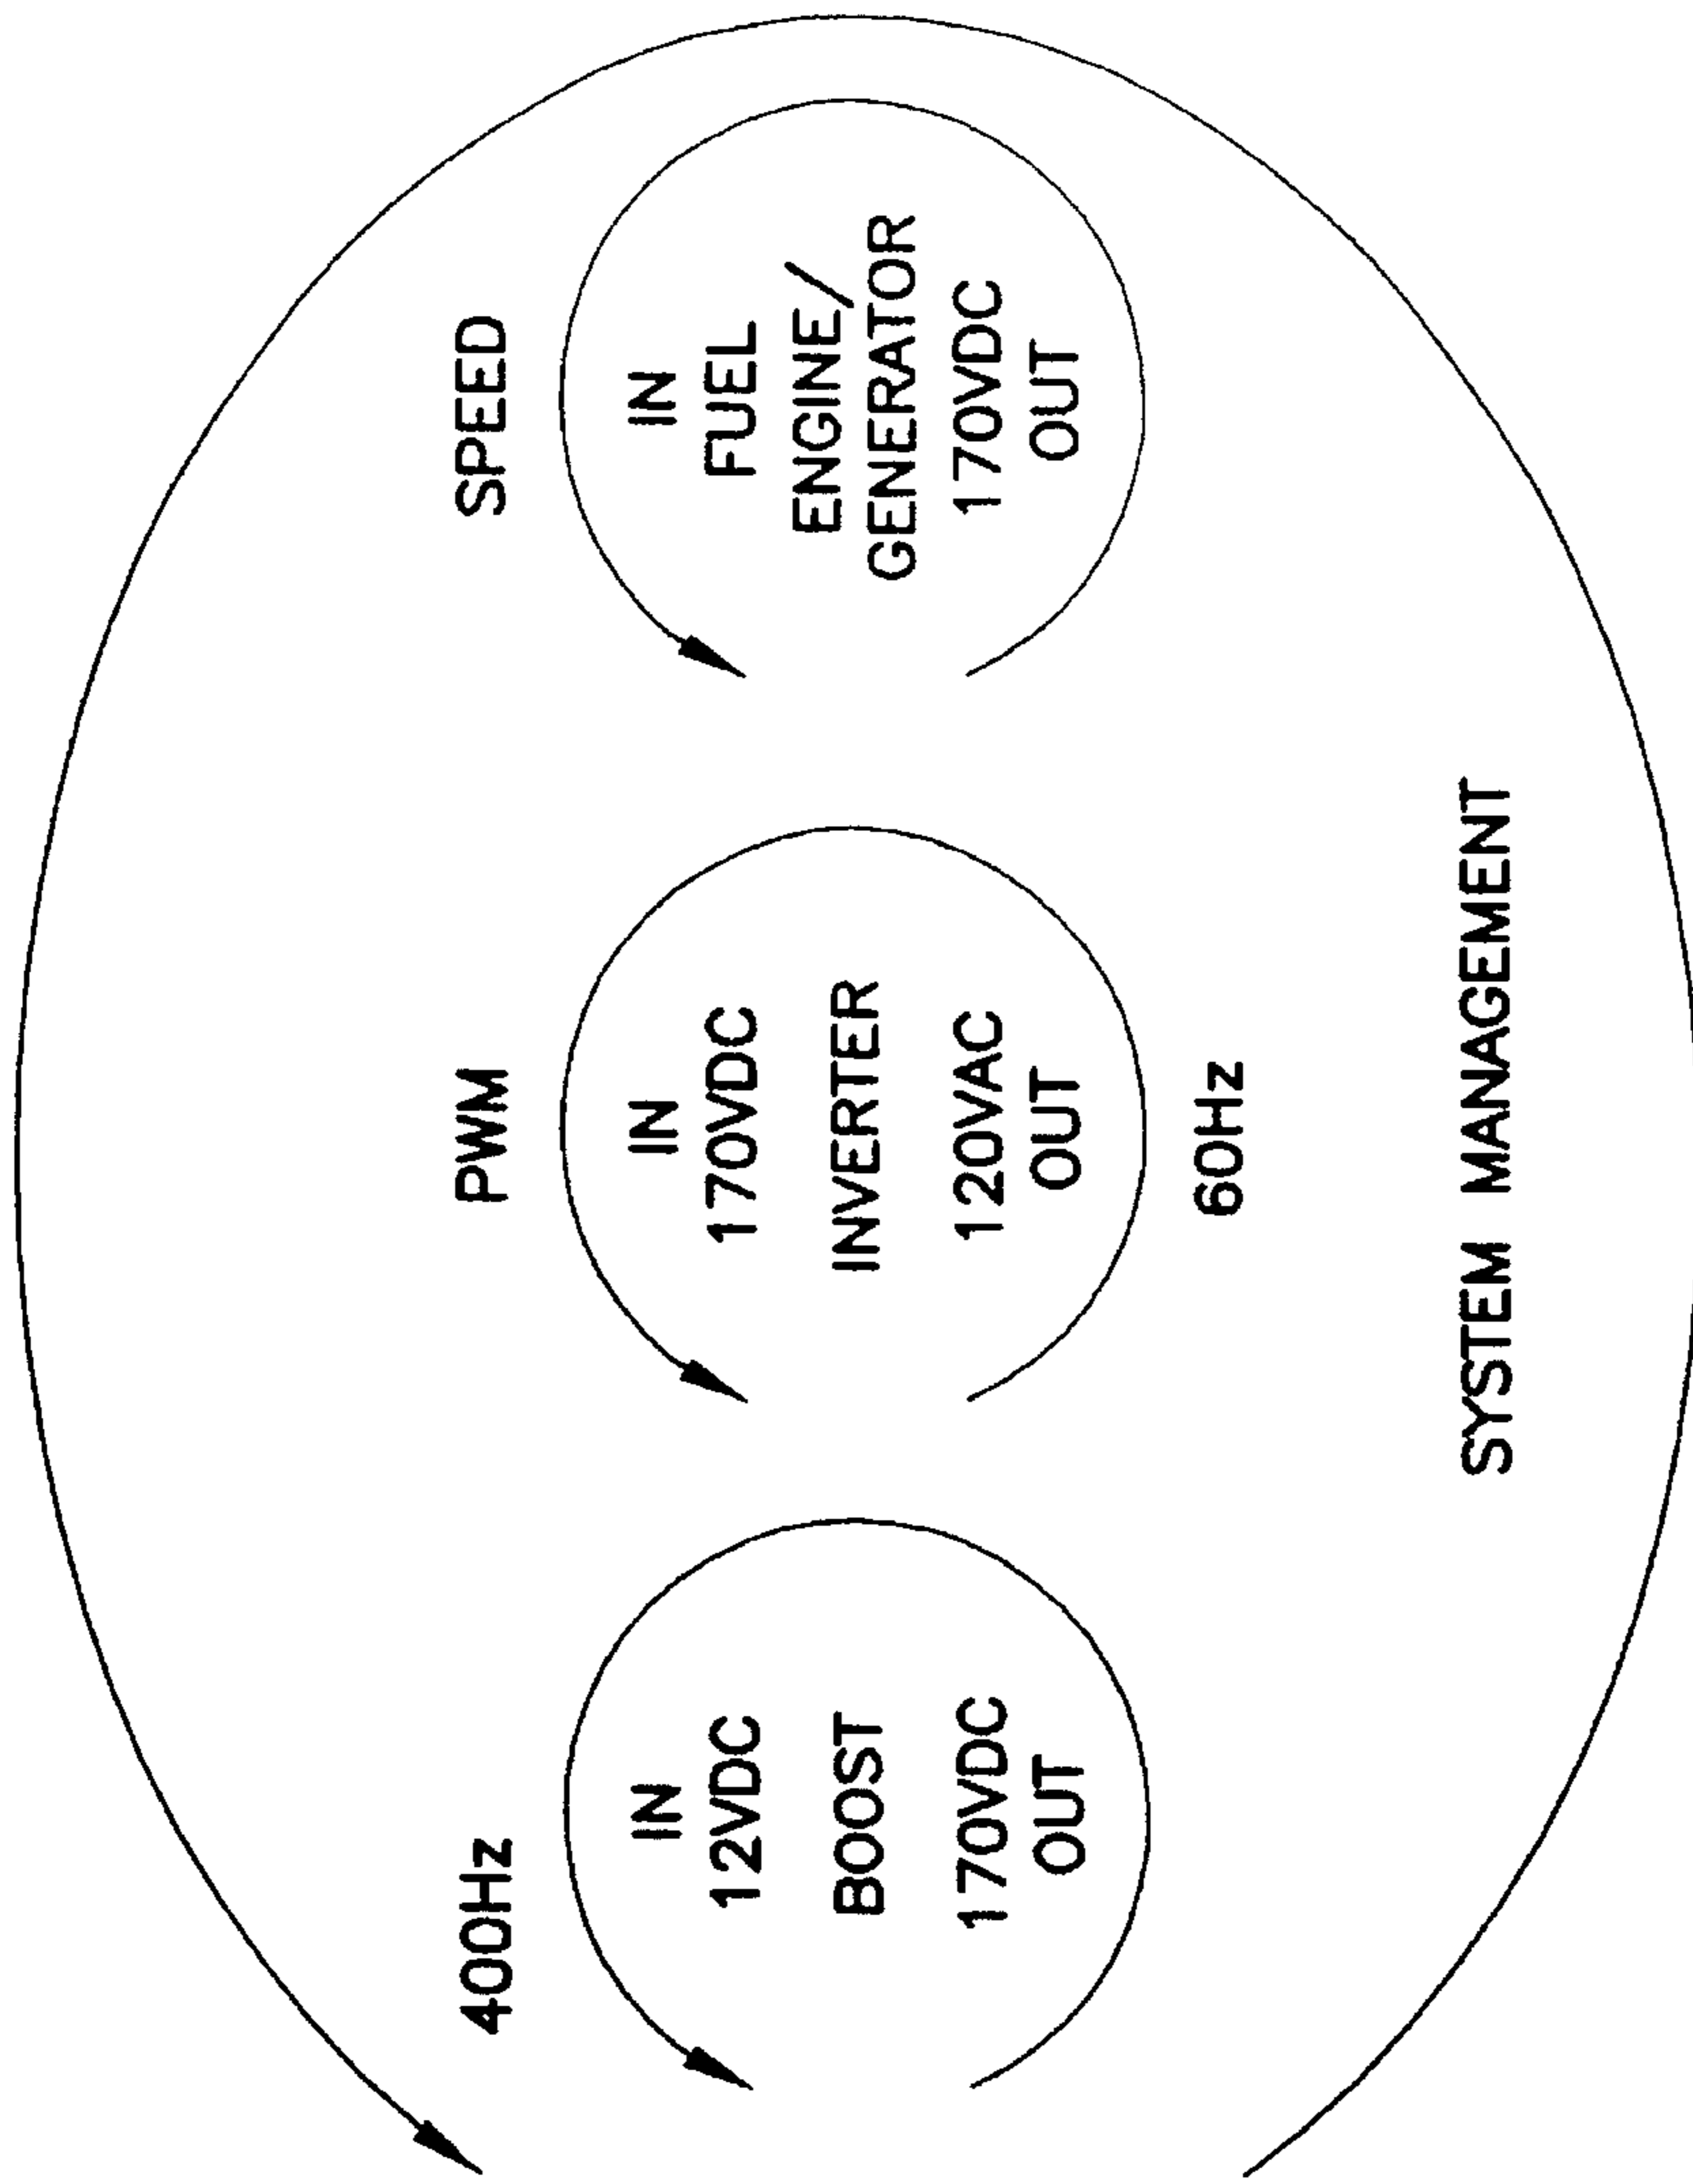 400Hz
IN
12VDC
BOOST
170VDC
OUT
PWM
IN
170VDC
INVERTER
120VAC
OUT
60Hz
SPEED
IN
FUEL
ENGINE/
GENERATOR
170VDC
OUT
SYSTEM MANAGEMENT